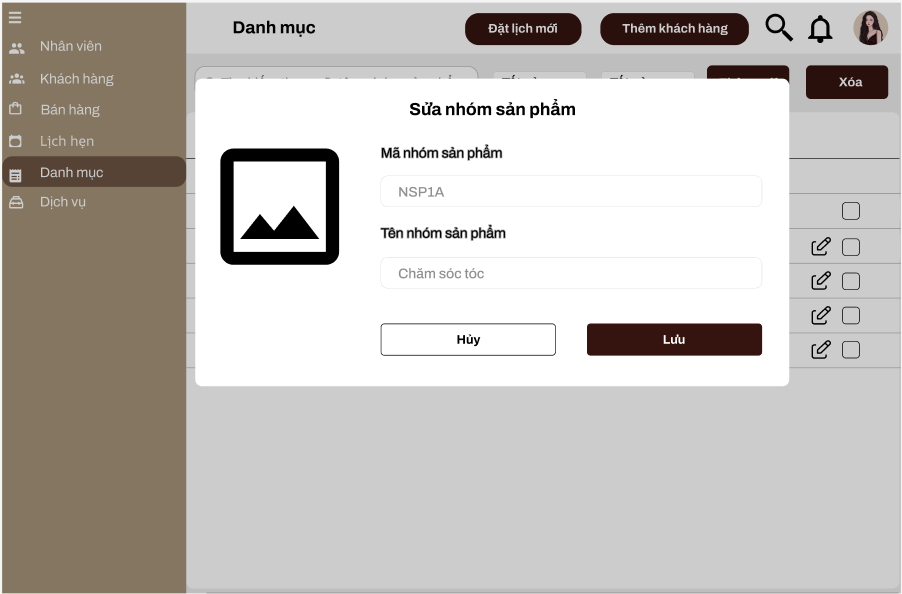 Danh mục
Đặt lịch mới
Thêm khách hàng
Nhân viên
Khách hàng
Bán hàng
Lịch hẹn
Danh mục
Dịch vụ
Xóa
Sửa nhóm sản phẩm
Mã nhóm sản phẩm
NSP1A
Tên nhóm sản phẩm
Chăm sóc tóc
Hủy
Lưu